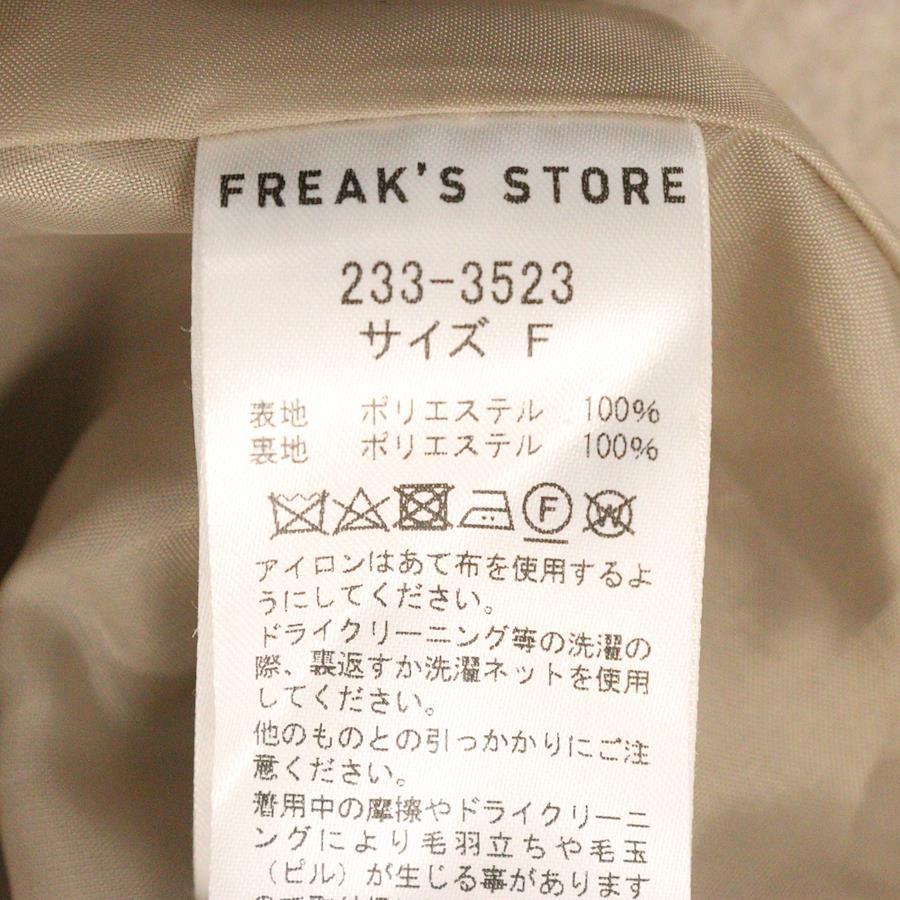 FREAK'S STORE
233-3523
サイズ F
表地 ポリエステル 100%
裏地 ポリエステル 100%
F
W
アイロンはあて布を使用するよ
うにしてください。
ドライクリーニング等の洗濯の
際、裏返すか洗濯ネットを使用
してください。
他のものとの引っかかりにご注
意ください。
着用中の摩擦やドライクリーニ
ングにより毛羽立ちや毛玉
（ピル）が生じる事があります